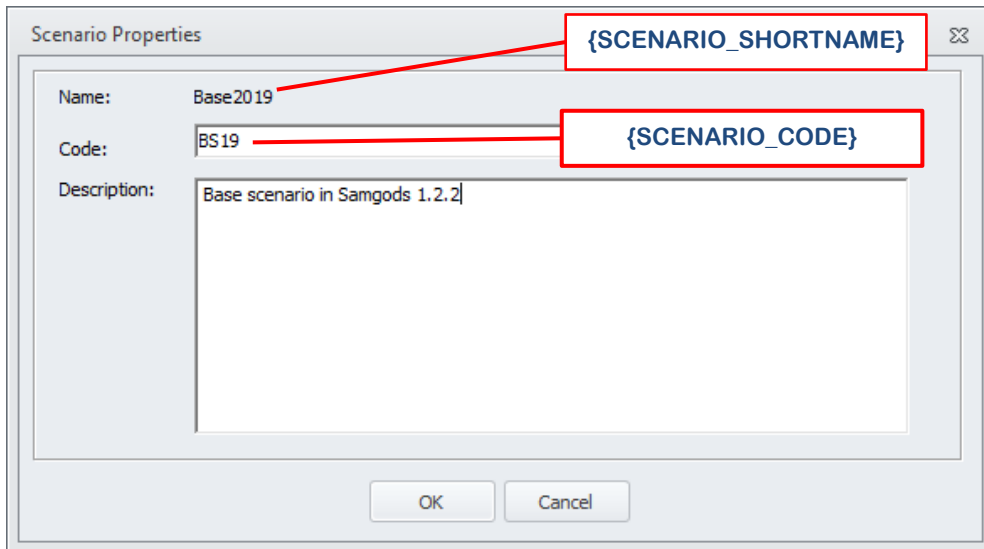 Scenario Properties
{SCENARIO_SHORTNAME}
Name: Base2019
Code: BS19
{SCENARIO_CODE}
Description: Base scenario in Samgods 1.2.2
OK Cancel